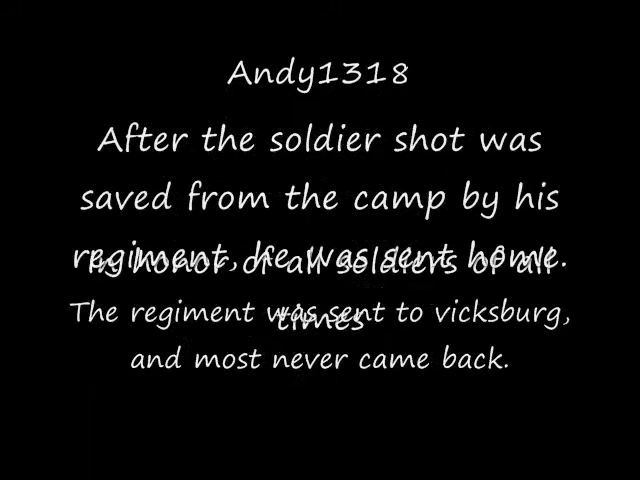 Andy1318
After the soldier shot was
saved from the camp by his
regiment, he was sent home.
In honor of all soldiers of all
The regiment was sent to vicksburg,
times
and most never came back.